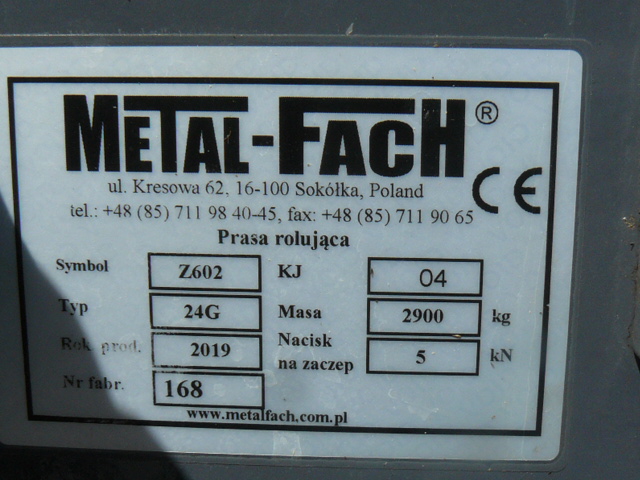 METAL-FACH®
ul. Kresowa 62, 16-100 Sokółka, Poland
tel.: +48 (85) 711 98 40-45, fax: +48 (85) 711 90 65
CE
Prasa rolująca
Symbol Z602 KJ 04
Typ 24G Masa 2900 kg
Rok. prod. 2019 Nacisk na zaczep 5 kN
Nr fabr. 168
www.metalfach.com.pl